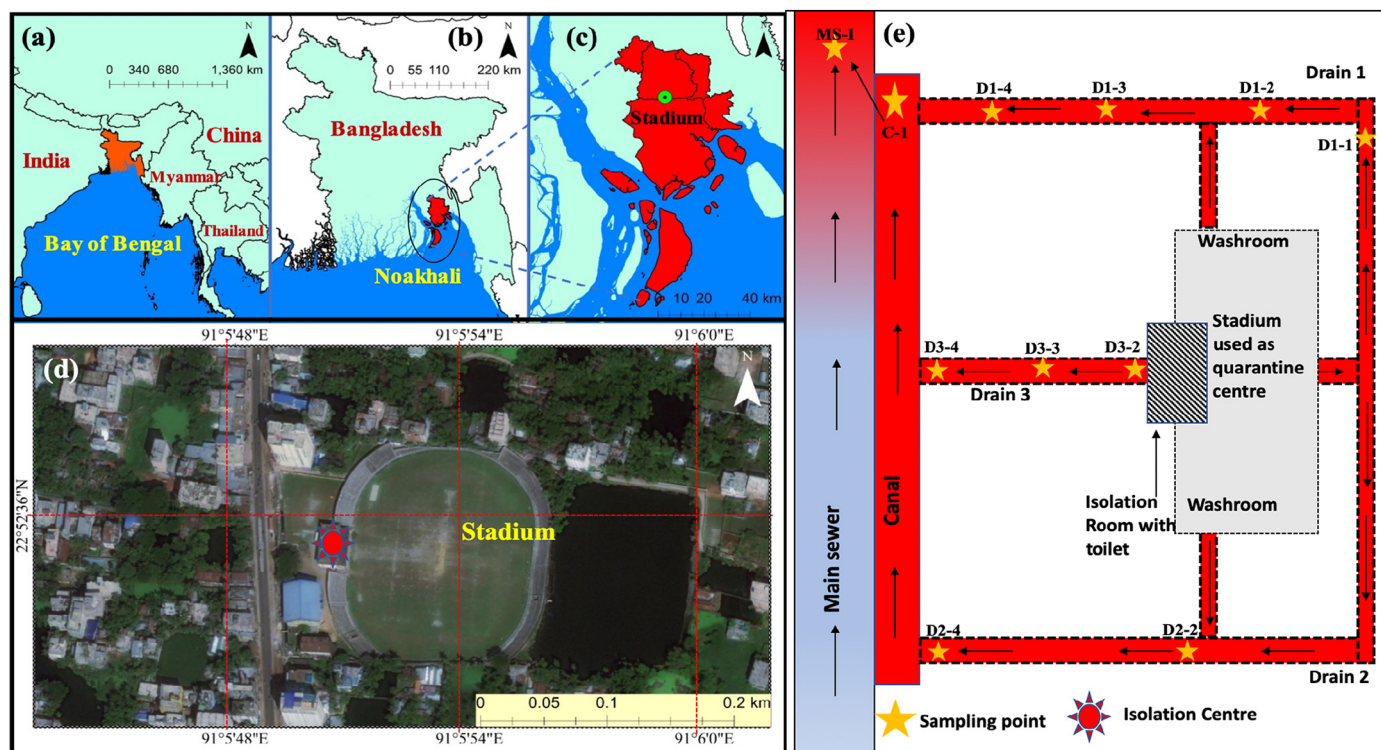 (a)
N
0 340 680 1,360 km
China
India
Myanmar
Thailand
Bay of Bengal
(b)
N
0 55 110 220 km
Bangladesh
Noakhali
(c)
N
Stadium
10 20 40 km
91°5'48"E 91°5'54"E 91°6'0"E
(d)
N
22°52'36"N
Stadium
0 0.05 0.1 0.2 km
91°5'48"E 91°5'54"E 91°6'0"E
(e)
MS-I
Drain 1
D1-4 D1-3 D1-2
C-1
D1-1
Washroom
Stadium
used as
quarantine
centre
D3-4 D3-3 D3-2
Drain 3
Isolation
Room with
toilet
Washroom
Main sewer
Canal
D2-4 D2-2
Drain 2
Sampling point
Isolation Centre